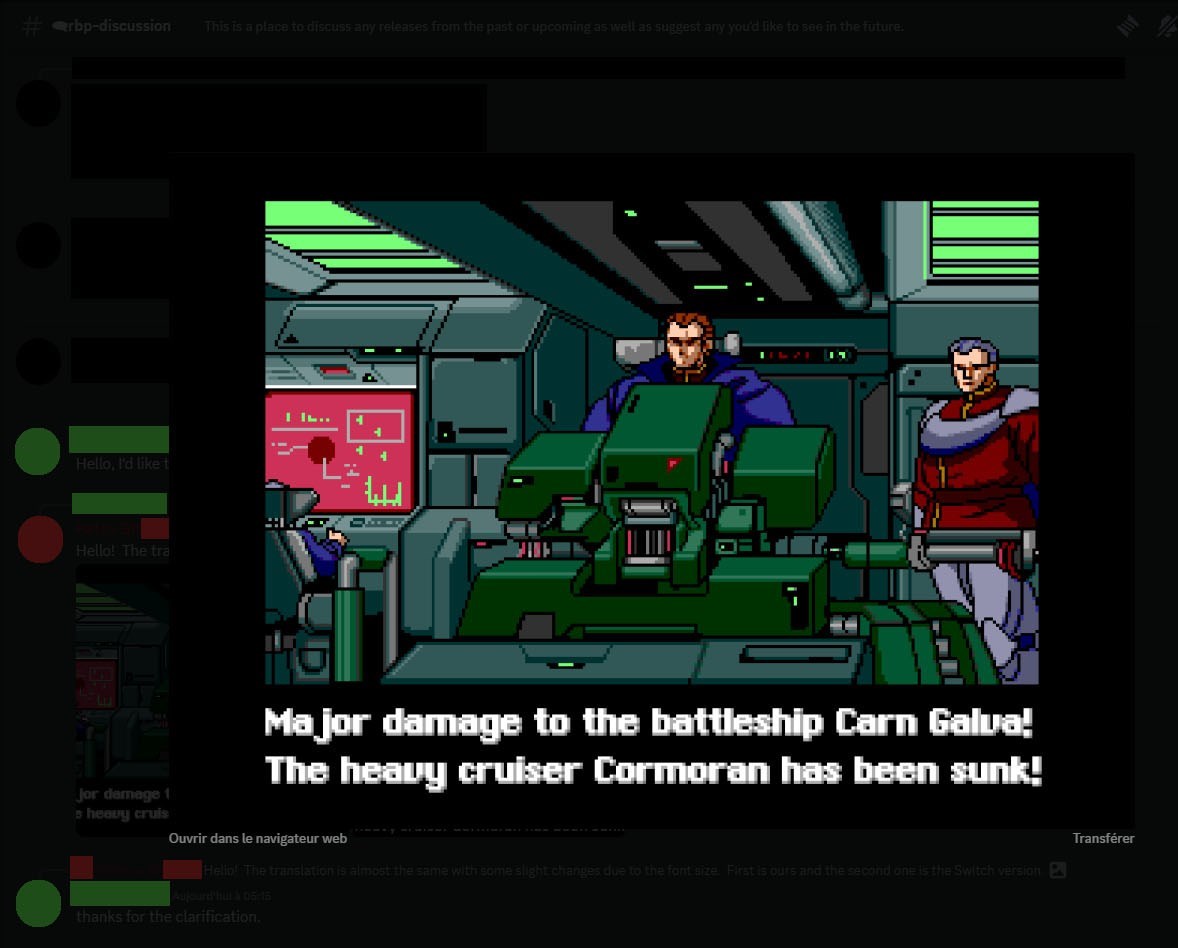 rbp-discussion
This is a place to discuss any releases from the past or upcoming as well as suggest any you'd like to see in the future.
Hello, I'd like t
Hello! The tra
jor damage t
e heavy cruis
Major damage to the battleship Carn Galva!
The heavy cruiser Cormoran has been sunk!
Ouvrir dans le navigateur web
Transférer
Hello! The translation is almost the same with some slight changes due to the font size. First is ours and the second one is the Switch version
Aujourd'hui à 05:15
thanks for the clarification.